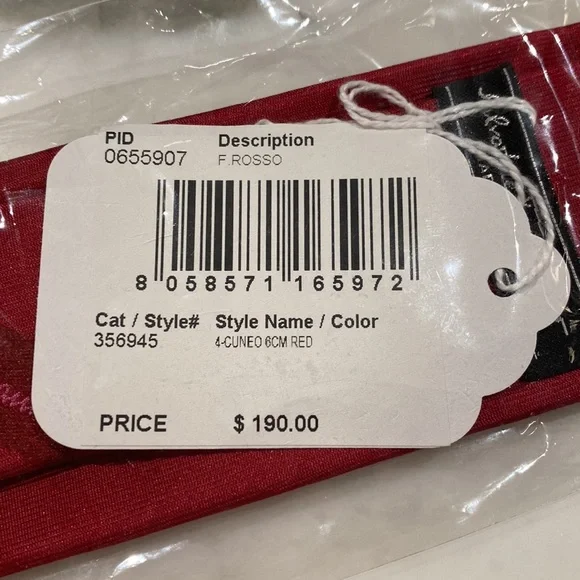 PID Description
0655907 F.ROSSO
8 058571 165972
Cat / Style# Style Name / Color
356945 4-CUNEO 6CM RED
PRICE $ 190.00